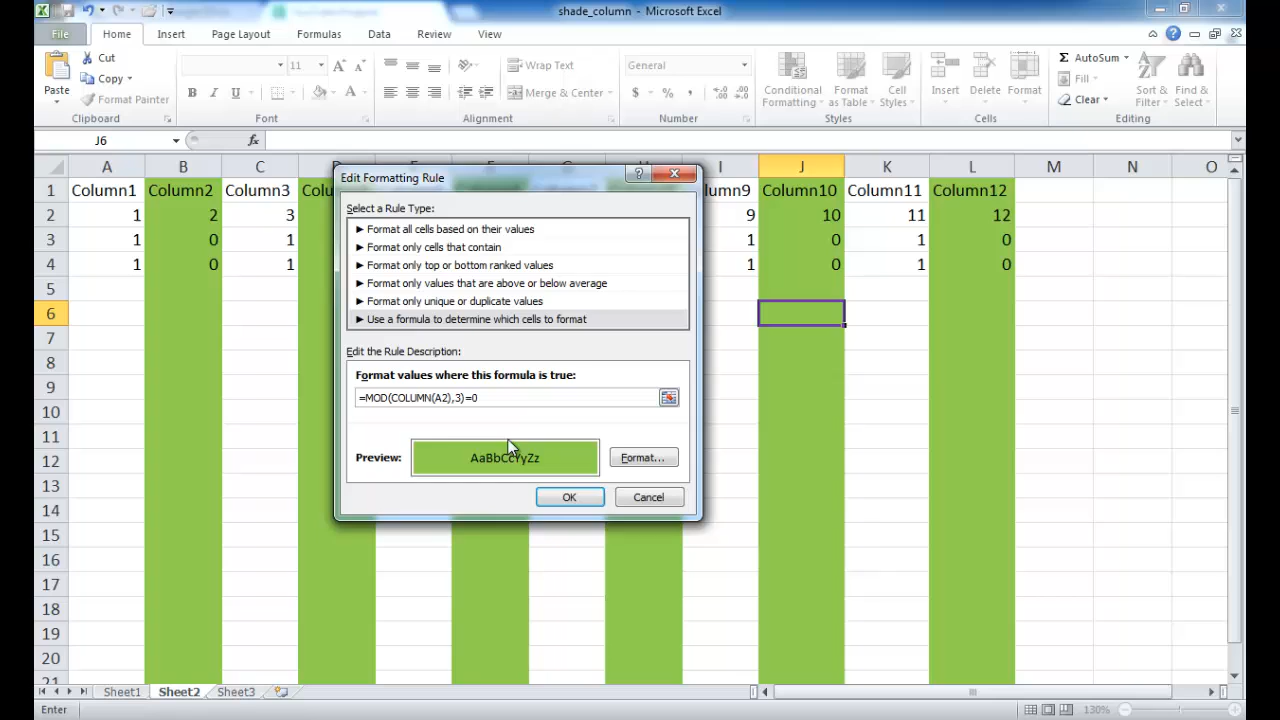 shade_column - Microsoft Excel
File Home Insert Page Layout Formulas Data Review View
Paste Cut Copy Format Painter
11
Wrap Text Merge & Center
General
Conditional Formatting Format as Table Cell Styles
Insert Delete Format
AutoSum Fill Clear Sort & Filter Find & Select
Clipboard Font Alignment Number Styles Cells Editing
J6 fx
A B C I J K L M N O
1 Column1 Column2 Column3 Column10 Column11 Column12
2 1 2 3 9 10 11 12
3 1 0 1 1 0 1 0
4 1 0 1 1 0 1 0
5
6
7
8
9
10
11
12
13
14
15
16
17
18
19
20
21
Edit Formatting Rule
Select a Rule Type:
► Format all cells based on their values
► Format only cells that contain
► Format only top or bottom ranked values
► Format only values that are above or below average
► Format only unique or duplicate values
► Use a formula to determine which cells to format
Edit the Rule Description:
Format values where this formula is true:
=MOD(COLUMN(A2),3)=0
Preview: AaBbCcYyZz Format...
OK Cancel
Sheet1 Sheet2 Sheet3
Enter 130%